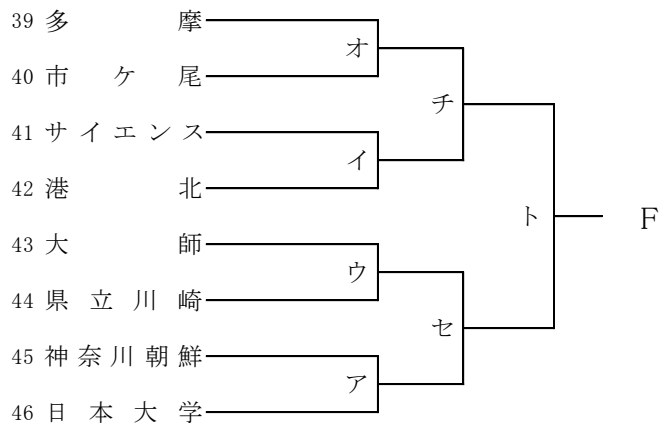 39 多摩
オ
40 市ケ尾
チ
41 サイエンス
イ
42 港北
ト F
43 大師
ウ
44 県立川崎
セ
45 神奈川朝鮮
ア
46 日本大学